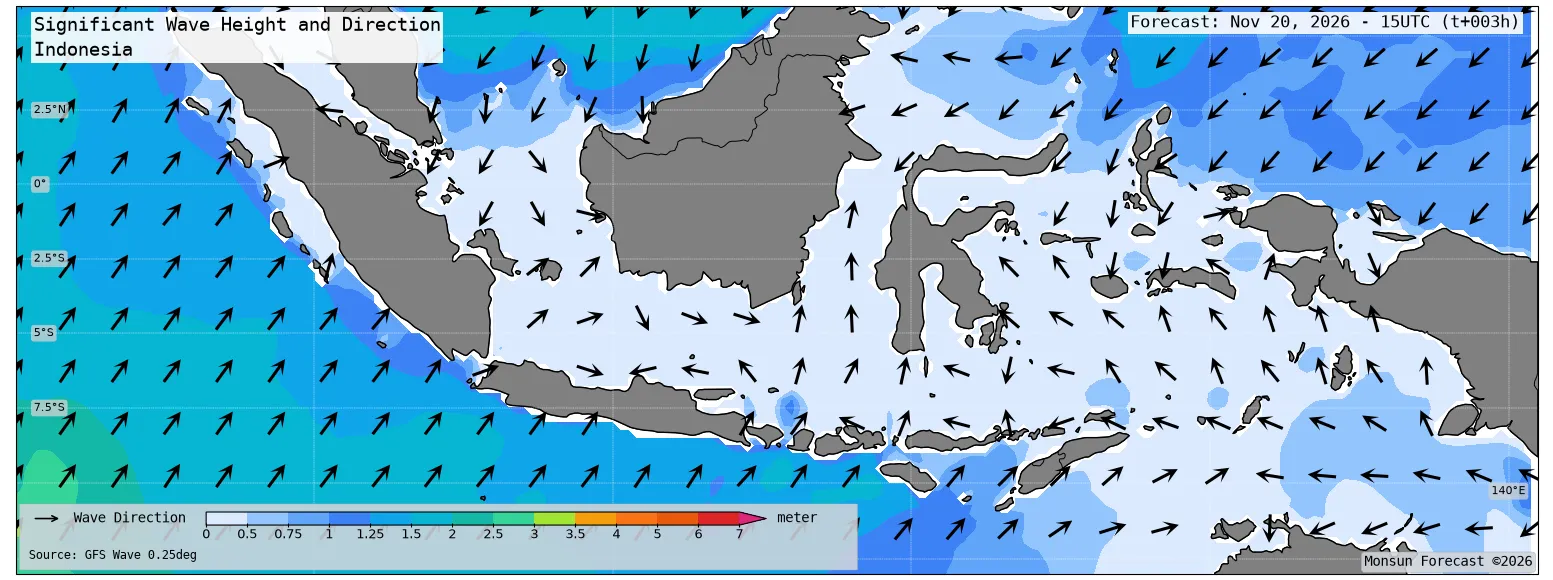 Significant Wave Height and Direction
Indonesia
Forecast: Nov 20, 2026 - 15UTC (t+003h)
2.5°N
0°
2.5°S
5°S
7.5°S
140°E
Wave Direction
0 0.5 0.75 1 1.25 1.5 2 2.5 3 3.5 4 5 6 7
meter
Source: GFS Wave 0.25deg
Monsun Forecast ©2026